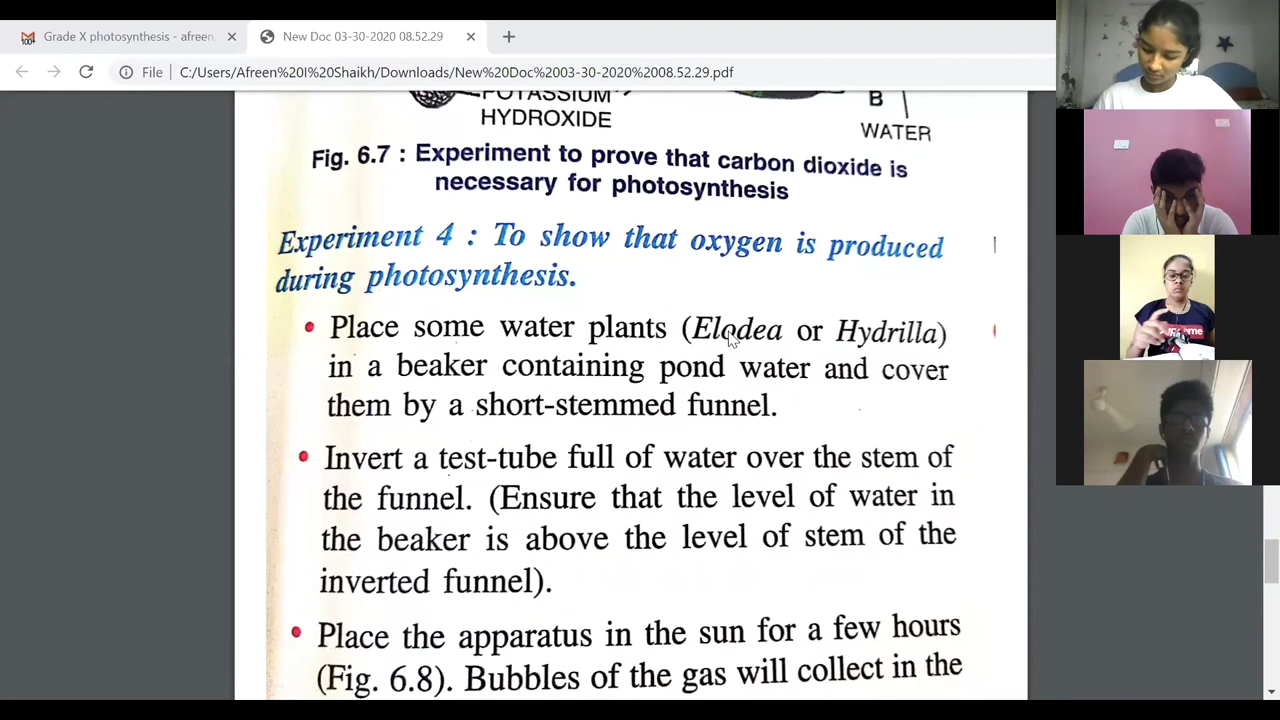 Grade X photosynthesis - afreen
New Doc 03-30-2020 08.52.29
File
C:/Users/Afreen%20I%20Shaikh/Downloads/New%20Doc%2003-30-2020%2008.52.29.pdf
POTASSIUM
HYDROXIDE
B
WATER
Fig. 6.7 : Experiment to prove that carbon dioxide is
necessary for photosynthesis
Experiment 4 : To show that oxygen is produced
during photosynthesis.
• Place some water plants (Elodea or Hydrilla)
in a beaker containing pond water and cover
them by a short-stemmed funnel.
• Invert a test-tube full of water over the stem of
the funnel. (Ensure that the level of water in
the beaker is above the level of stem of the
inverted funnel).
• Place the apparatus in the sun for a few hours
(Fig. 6.8). Bubbles of the gas will collect in the